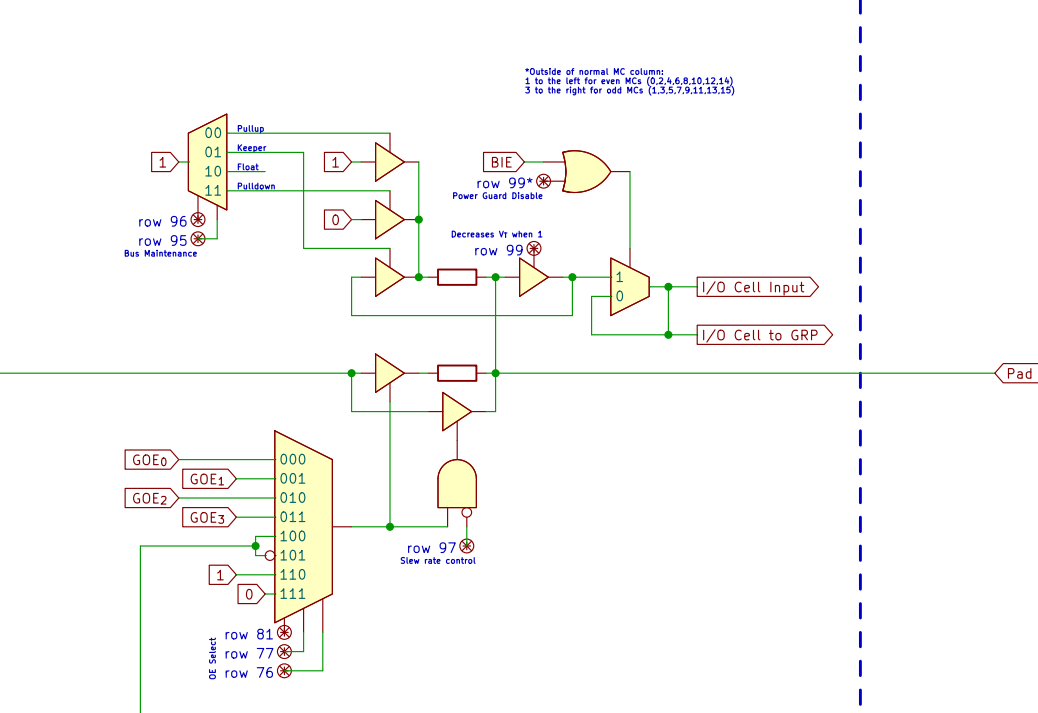 *Outside of normal MC column:
1 to the left for even MCs (0,2,4,6,8,10,12,14)
3 to the right for odd MCs (1,3,5,7,9,11,13,15)
1
00
01
10
11
Pullup
Keeper
Float
Pulldown
row 96
row 95
Bus Maintenance
1
0
BIE
row 99*
Power Guard Disable
Decreases VT when 1
row 99
1
0
I/O Cell Input
I/O Cell to GRP
Pad
GOE0
GOE1
GOE2
GOE3
1
0
000
001
010
011
100
101
110
111
row 97
Slew rate control
OE Select
row 81
row 77
row 76